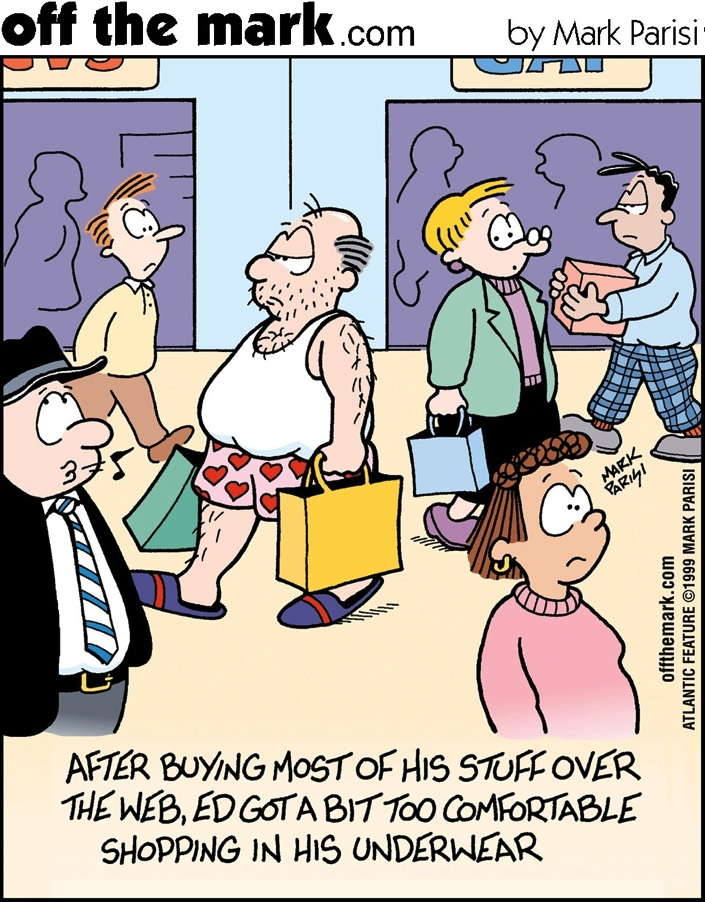 off the mark.com by Mark Parisi
MARK
PARISI
offthemark.com
ATLANTIC FEATURE ©1999 MARK PARISI
AFTER BUYING MOST OF HIS STUFF OVER
THE WEB, ED GOT A BIT TOO COMFORTABLE
SHOPPING IN HIS UNDERWEAR